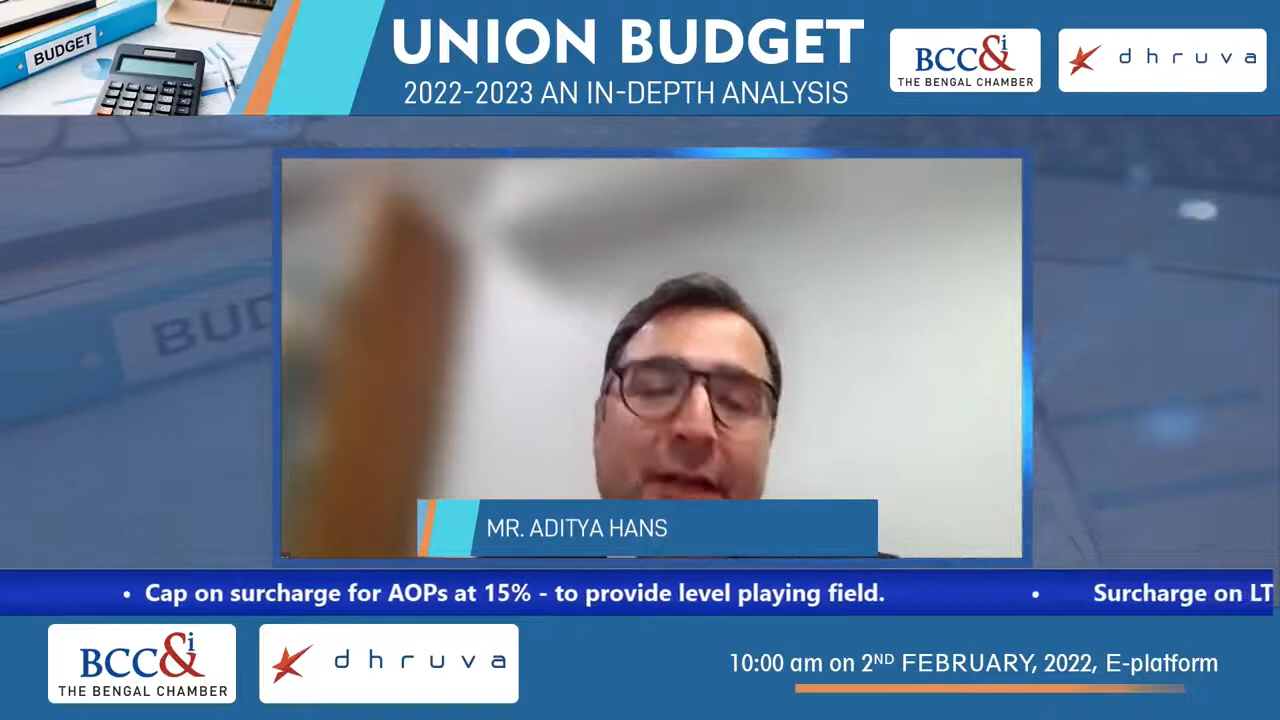 BUDGET
UNION BUDGET
2022-2023 AN IN-DEPTH ANALYSIS
BCC&i
THE BENGAL CHAMBER
dhruva
BUD
MR. ADITYA HANS
• Cap on surcharge for AOPs at 15% - to provide level playing field. • Surcharge on LT
BCC&i
THE BENGAL CHAMBER
dhruva
10:00 am on 2ND FEBRUARY, 2022, E-platform